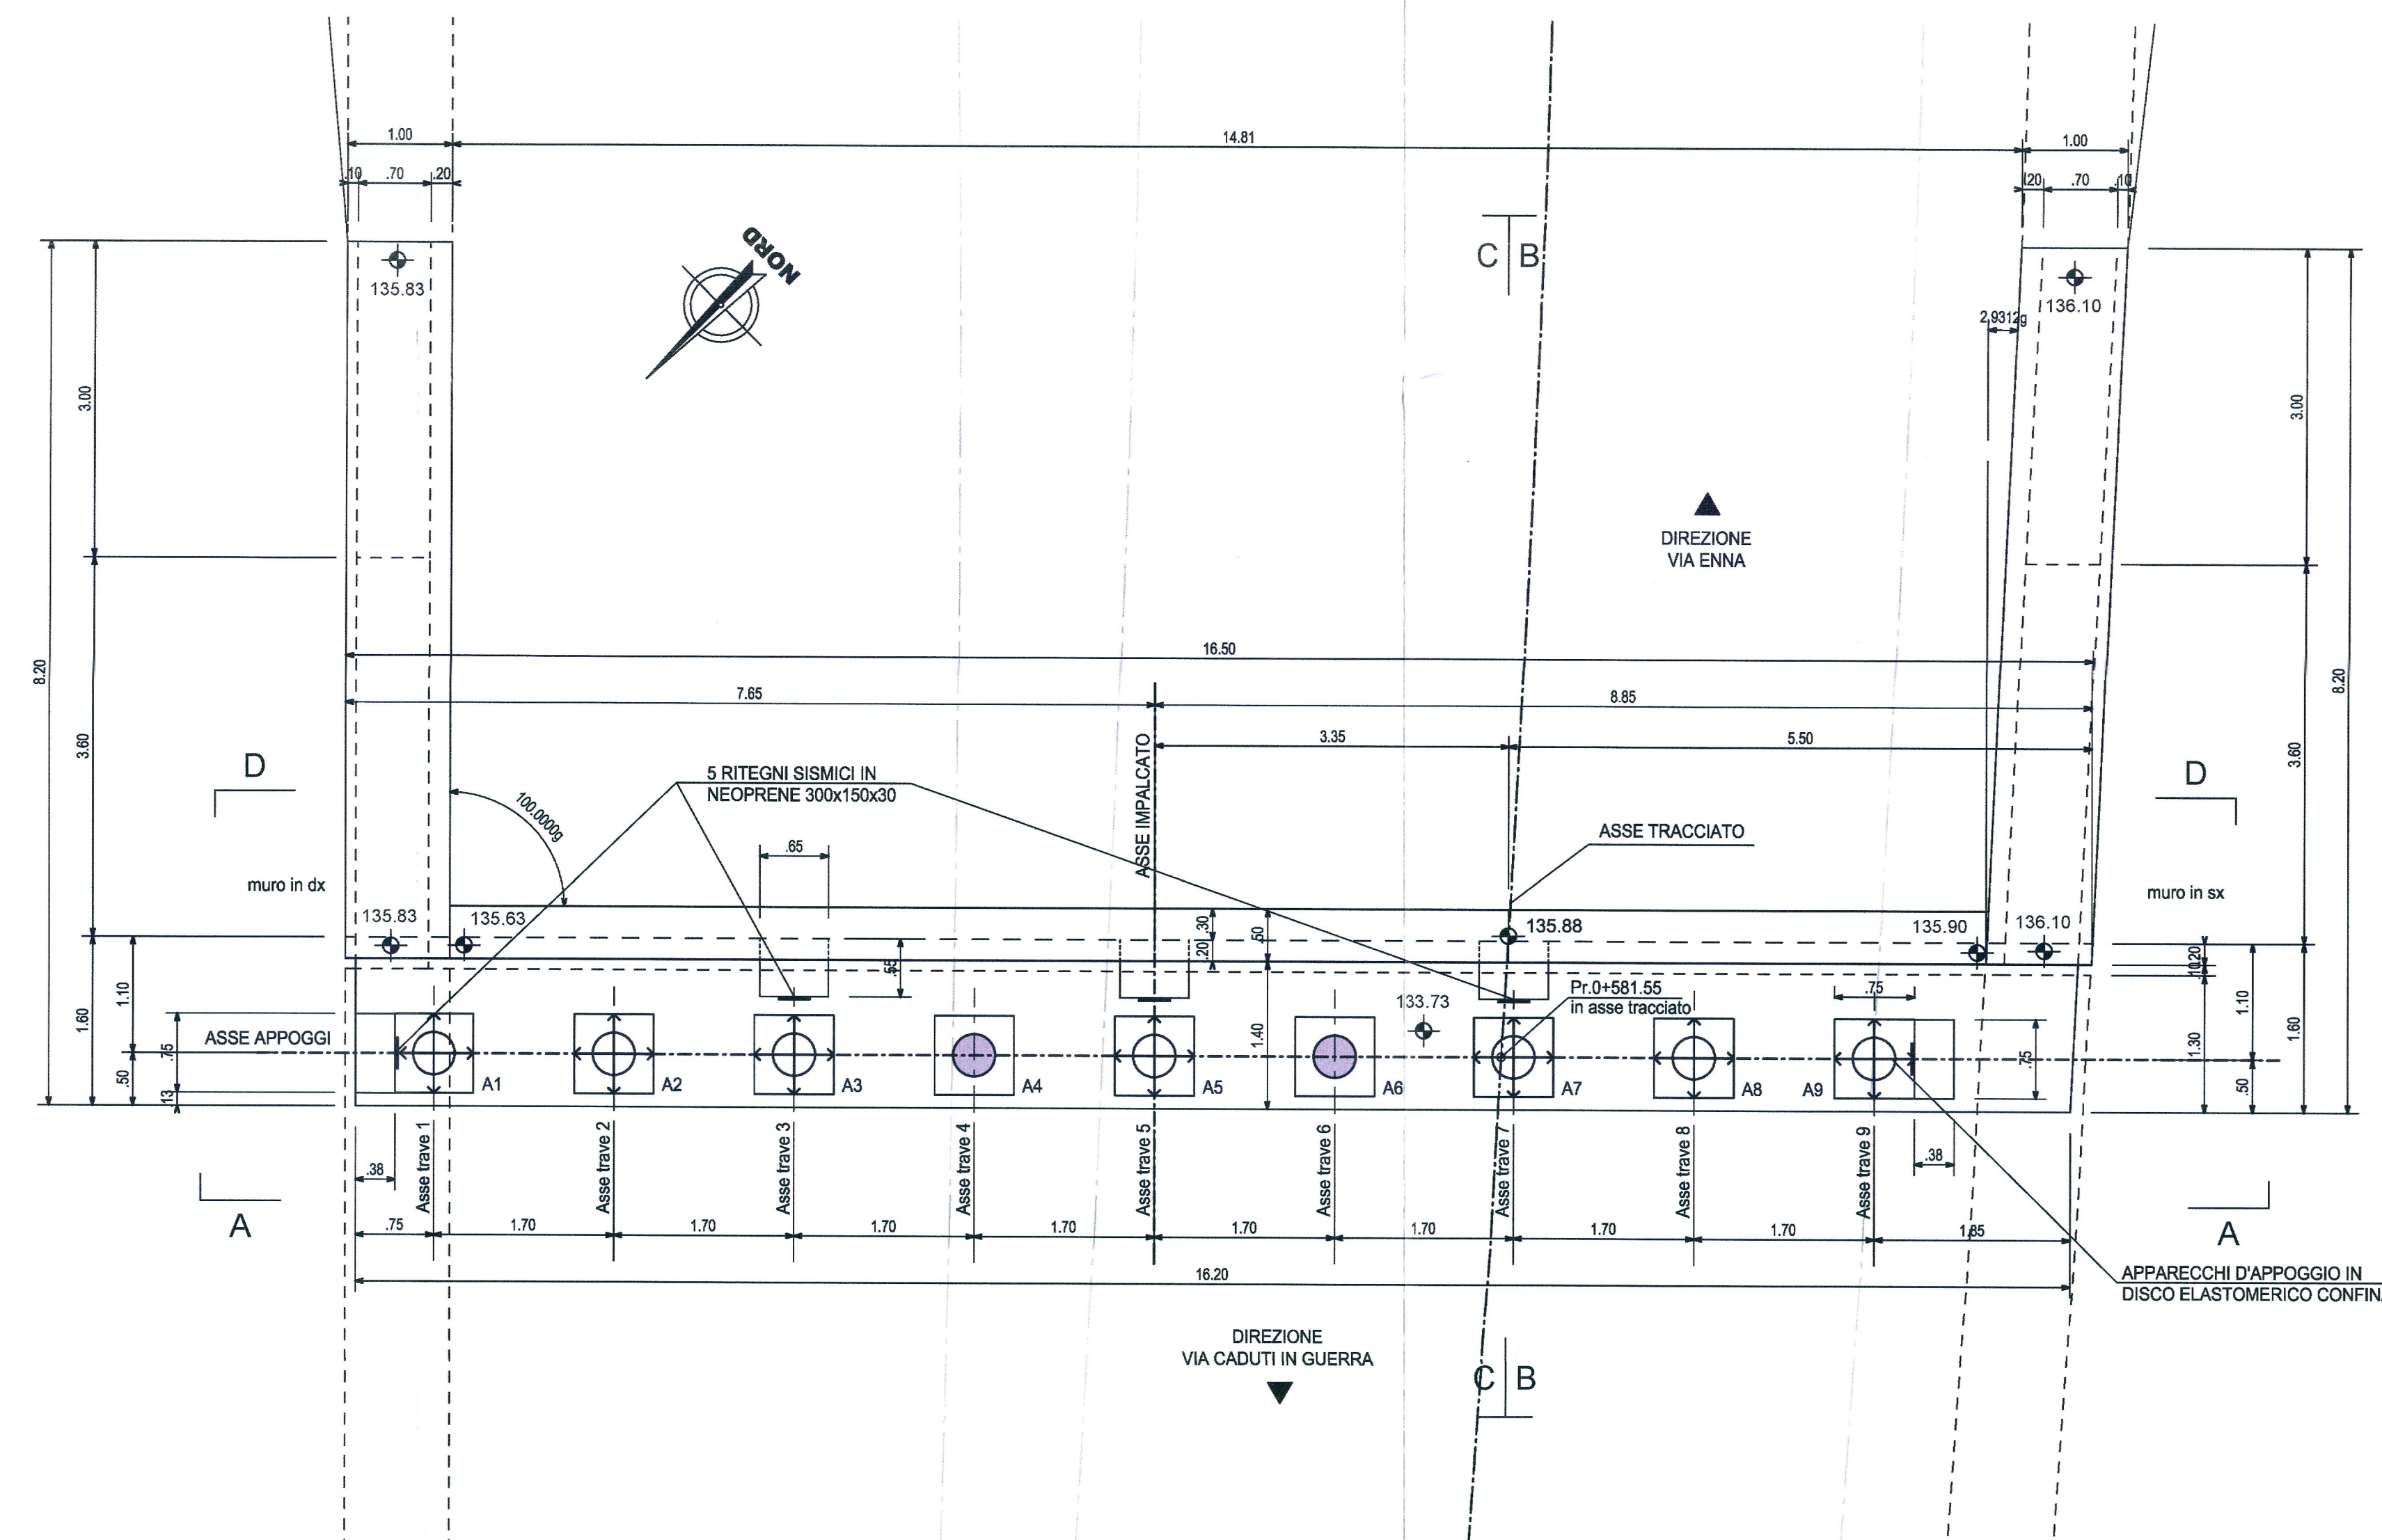 1.00
14.81
1.00
.10 .70 .20
.20 .70 .10
NORD
C B
135.83
136.10
2.9312g
3.00
3.00
DIREZIONE
VIA ENNA
8.20
16.50
8.20
7.65
8.85
3.60
3.35
5.50
3.60
ASSE IMPALCATO
D
D
5 RITEGNI SISMICI IN
NEOPRENE 300x150x30
100.0000g
ASSE TRACCIATO
.65
muro in dx
muro in sx
135.83
135.63
.30
.50
.20
.55
135.88
135.90
136.10
.20
.10
1.10
1.60
Pr.0+581.55
in asse tracciato
133.73
.75
1.10
1.60
ASSE APPOGGI
.75
1.40
1.30
.75
.50
.13
.50
A1
A2
A3
A4
A5
A6
A7
A8
A9
Asse trave 1
Asse trave 2
Asse trave 3
Asse trave 4
Asse trave 5
Asse trave 6
Asse trave 7
Asse trave 8
Asse trave 9
.38
.38
A
A
.75
1.70
1.70
1.70
1.70
1.70
1.70
1.70
1.70
1.85
16.20
APPARECCHI D'APPOGGIO IN
DISCO ELASTOMERICO CONFIN
DIREZIONE
VIA CADUTI IN GUERRA
C B